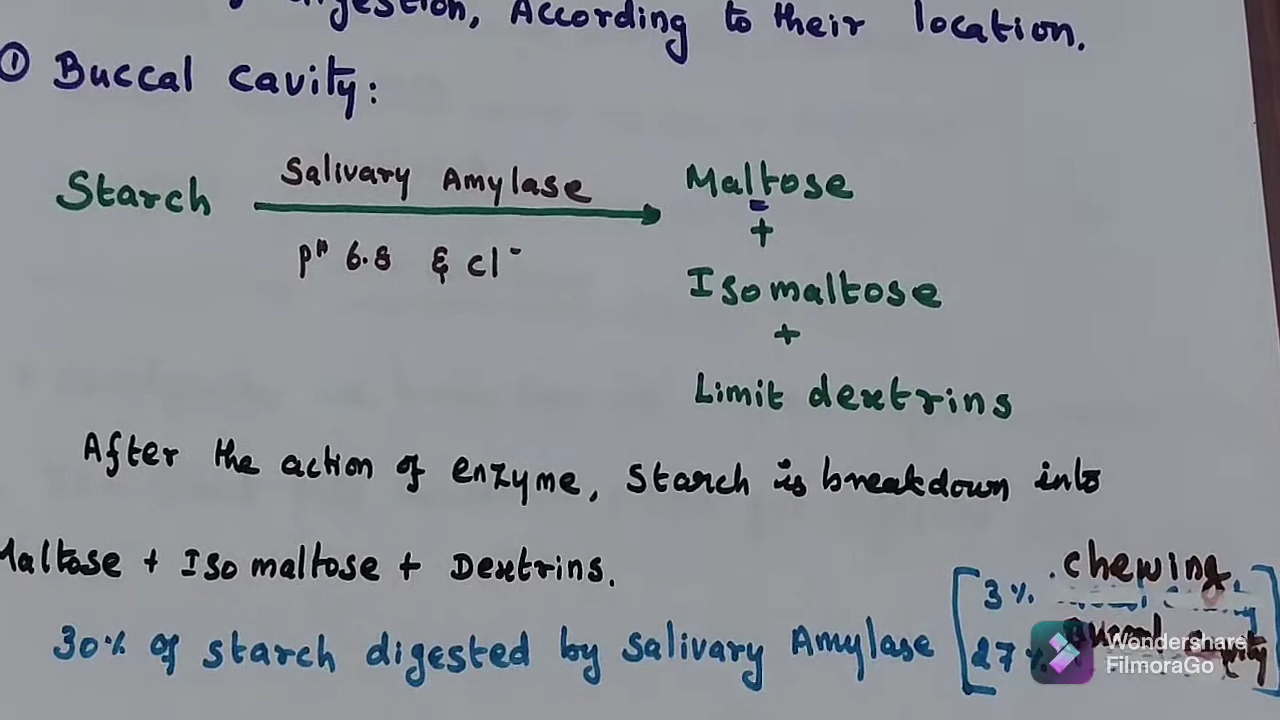 digestion, According to their location.
① Buccal cavity:
Starch Salivary Amylase Maltose
pH 6.8 & cl⁻ +
Isomaltose
+
Limit dextrins
After the action of enzyme, Starch is breakdown into
Maltose + Isomaltose + Dextrins.
[3% chewing
30% of starch digested by Salivary Amylase 27%
Wondershare
FilmoraGo